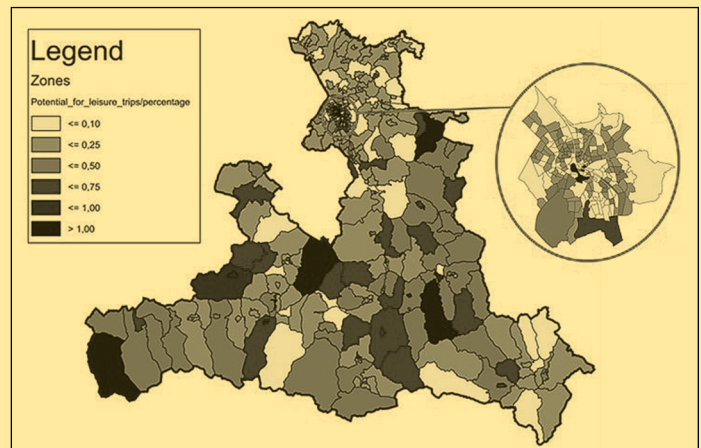 Legend
Zones
Potential_for_leisure_trips/percentage
<= 0,10
<= 0,25
<= 0,50
<= 0,75
<= 1,00
> 1,00